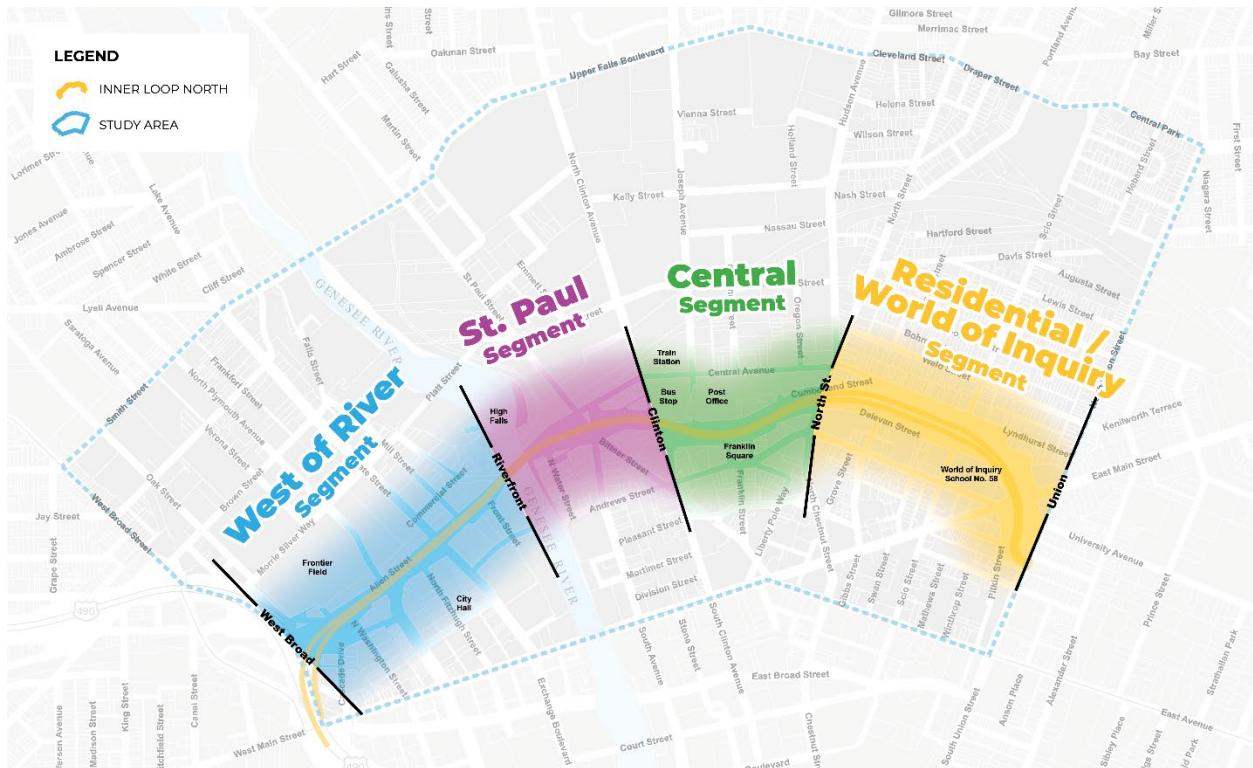 LEGEND
INNER LOOP NORTH
STUDY AREA
Hart Street
Oakman Street
Galusha Street
Martin Street
Upper Falls Boulevard
Gilmore Street
Merrimac Street
Portland Avenue
Bay Street
Cleveland Street
Draper Street
Hudson Avenue
Helena Street
Wilson Street
Central Park
First Street
Niagara Street
Hebard Street
Scio Street
Vienna Street
Holland Street
North Clinton Avenue
Joseph Avenue
Kelly Street
Nash Street
North Street
Nassau Street
Hartford Street
Davis Street
Augusta Street
Lewis Street
Lake Avenue
Jones Avenue
Ambrose Street
Spencer Street
White Street
Cliff Street
Lyell Avenue
Saratoga Avenue
Smith Street
Falls Street
Frankfort Street
North Plymouth Avenue
Verona Street
Brown Street
Oak Street
Platt Street
Mill Street
GENESEE RIVER
St Paul Street
St. Paul
Segment
Central
Segment
Residential /
World of Inquiry
Segment
West of River
Segment
Train
Station
Bus
Stop
Post
Office
Central Avenue
Oregon Street
Cumberland Street
Delevan Street
Lyndhurst Street
Kenilworth Terrace
East Main Street
High
Falls
Riverfront
Clinton
North St.
Union
West Broad
Franklin
Square
World of Inquiry
School No. 58
Bittner Street
N Water Street
Andrews Street
Pleasant Street
Mortimer Street
Division Street
Franklin Street
Liberty Pole Way
Grove Street
Gibbs Street
Swan Street
Scio Street
Mathews Street
Winthrop Street
Pitkin Street
University Avenue
Prince Street
Strathallan Park
Alexander Street
Anson Place
East Avenue
Sibley Place
South Union Street
Commercial Street
Front Street
Allen Street
Morrie Silver Way
Frontier
Field
City
Hall
North Fitzhugh Street
N Washington Street
Cascade Drive
GENESEE RIVER
Jay Street
West Broad Street
Grape Street
490
Madison Street
King Street
Canal Street
West Main Street
490
Exchange Boulevard
Court Street
South Avenue
Stone Street
South Clinton Avenue
East Broad Street